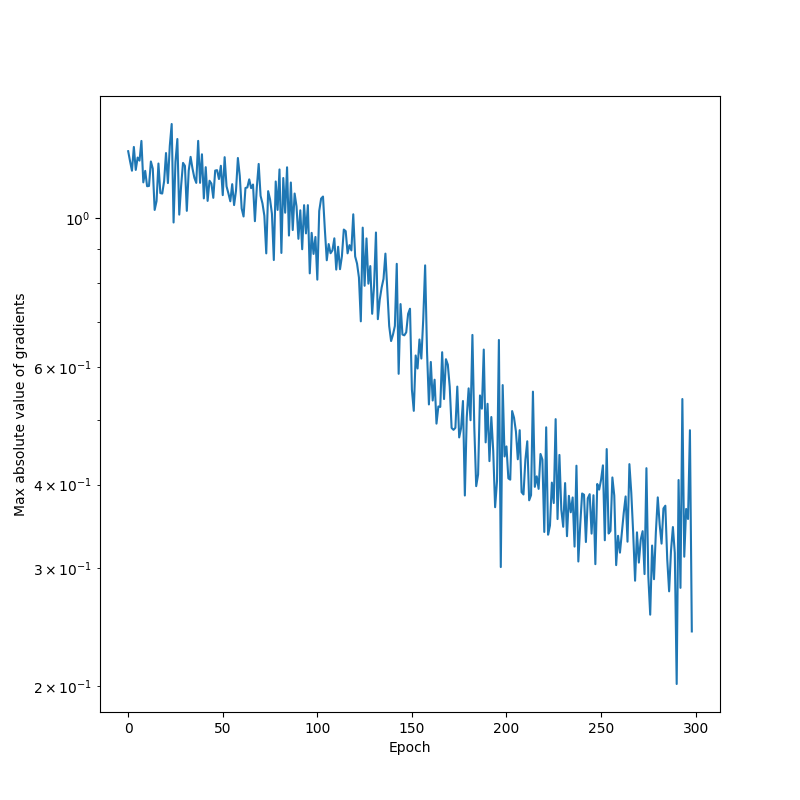 Max absolute value of gradients
10⁰
6 × 10⁻¹
4 × 10⁻¹
3 × 10⁻¹
2 × 10⁻¹
0 50 100 150 200 250 300
Epoch